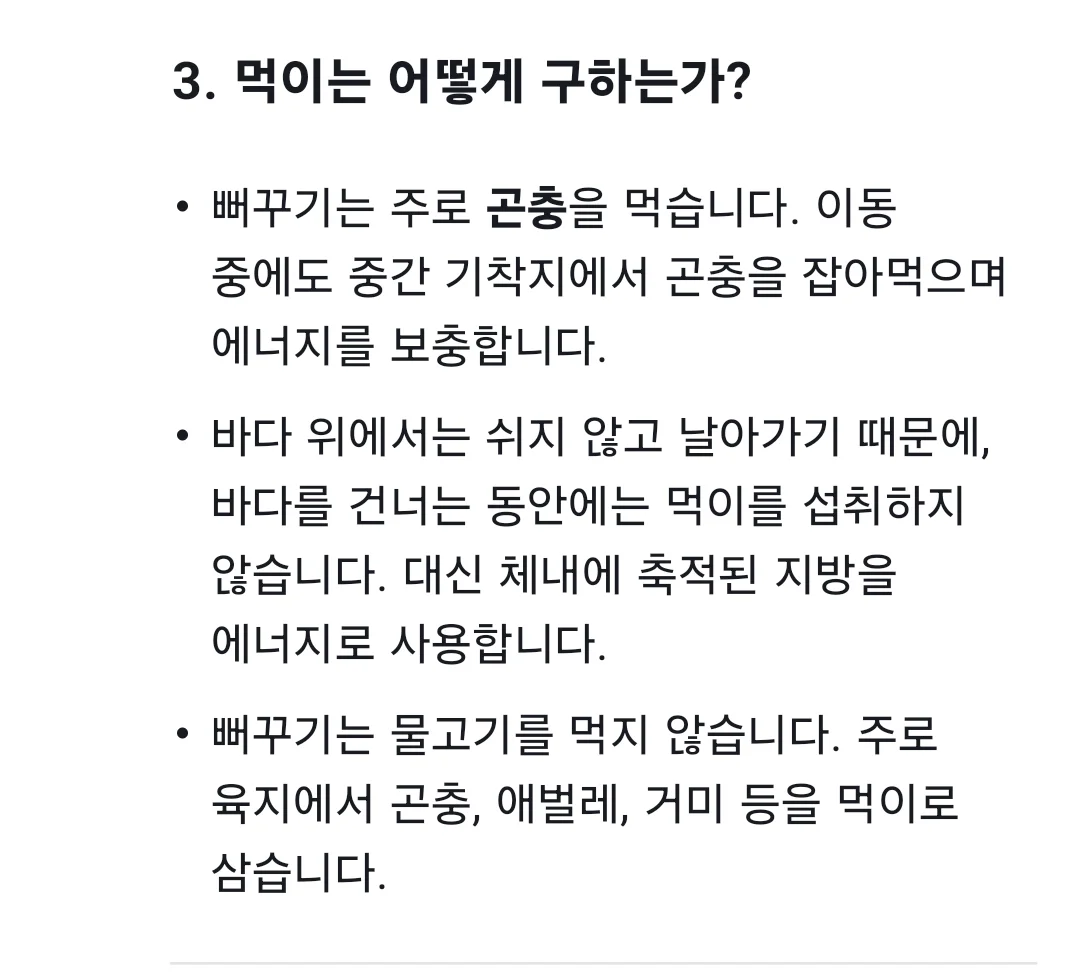 3. 먹이는 어떻게 구하는가?
• 뻐꾸기는 주로 곤충을 먹습니다. 이동
중에도 중간 기착지에서 곤충을 잡아먹으며
에너지를 보충합니다.
• 바다 위에서는 쉬지 않고 날아가기 때문에,
바다를 건너는 동안에는 먹이를 섭취하지
않습니다. 대신 체내에 축적된 지방을
에너지로 사용합니다.
• 뻐꾸기는 물고기를 먹지 않습니다. 주로
육지에서 곤충, 애벌레, 거미 등을 먹이로
삼습니다.